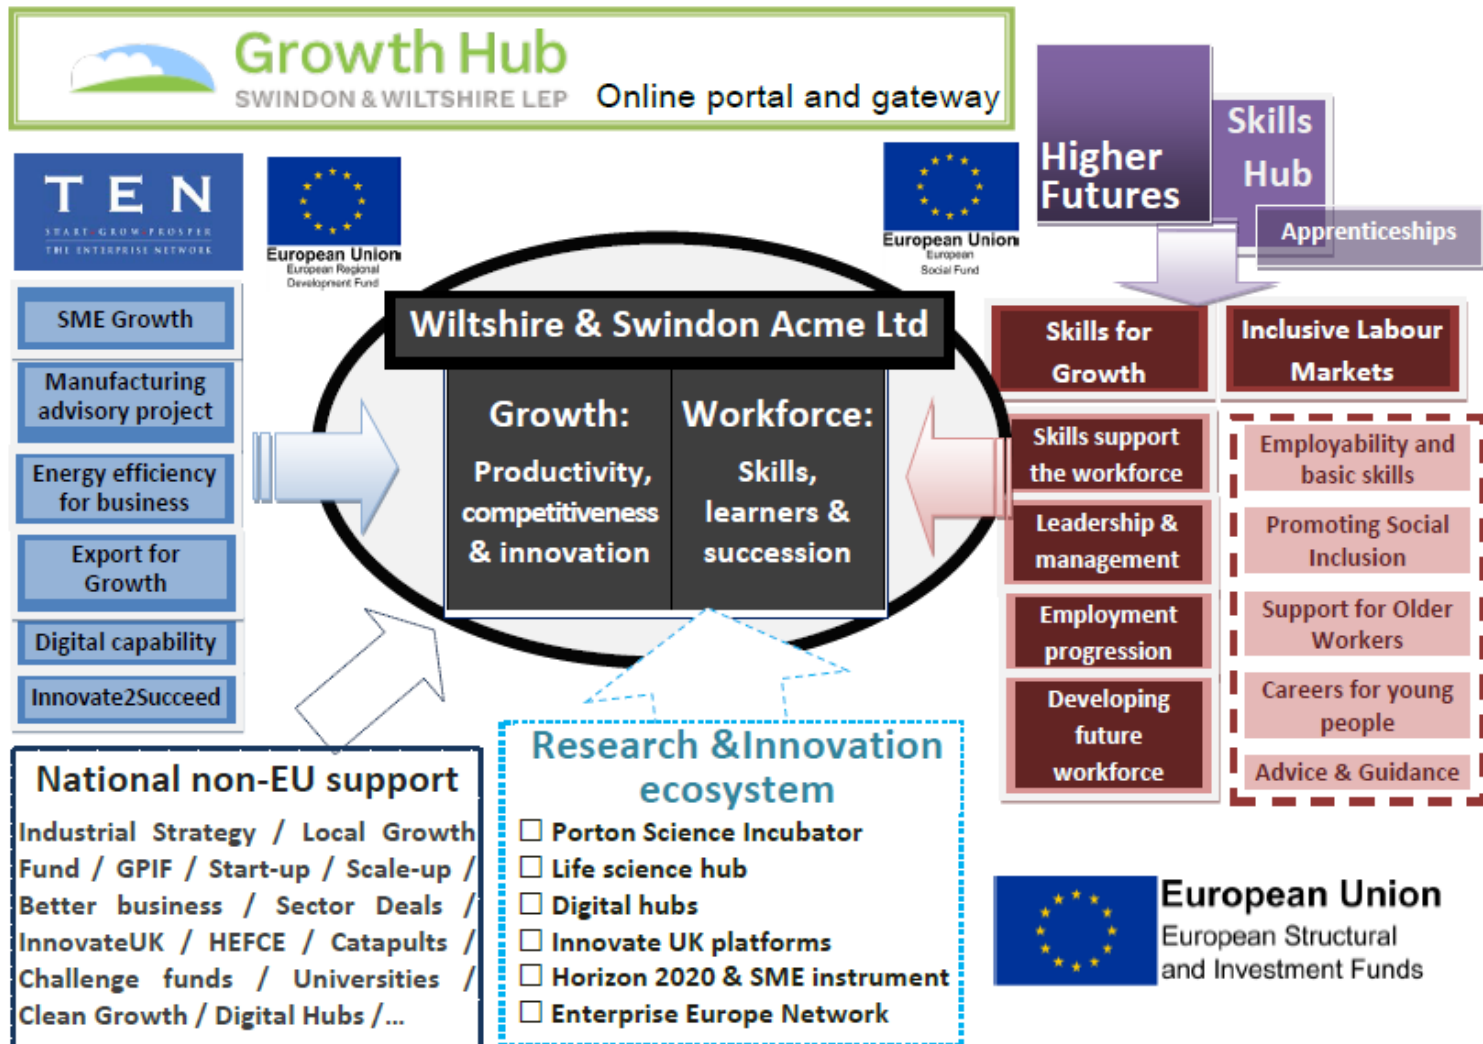 Growth Hub
SWINDON & WILTSHIRE LEP
Online portal and gateway
Higher
Futures
Skills
Hub
Apprenticeships
TEN
START GROW PROSPER
THE ENTERPRISE NETWORK
European Union
European Regional
Development Fund
European Union
European
Social Fund
SME Growth
Manufacturing
advisory project
Energy efficiency
for business
Export for
Growth
Digital capability
Innovate2Succeed
Wiltshire & Swindon Acme Ltd
Growth:
Productivity,
competitiveness
& innovation
Workforce:
Skills,
learners &
succession
Skills for
Growth
Skills support
the workforce
Leadership &
management
Employment
progression
Developing
future
workforce
Inclusive Labour
Markets
Employability and
basic skills
Promoting Social
Inclusion
Support for Older
Workers
Careers for young
people
Advice & Guidance
National non-EU support
Industrial Strategy / Local Growth
Fund / GPIF / Start-up / Scale-up /
Better business / Sector Deals /
InnovateUK / HEFCE / Catapults /
Challenge funds / Universities /
Clean Growth / Digital Hubs /...
Research &Innovation
ecosystem
☐ Porton Science Incubator
☐ Life science hub
☐ Digital hubs
☐ Innovate UK platforms
☐ Horizon 2020 & SME instrument
☐ Enterprise Europe Network
European Union
European Structural
and Investment Funds